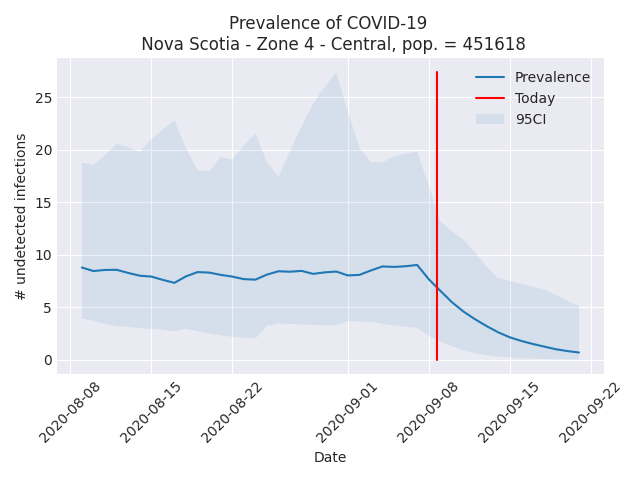 Prevalence of COVID-19
Nova Scotia - Zone 4 - Central, pop. = 451618
Prevalence
Today
95CI
# undetected infections
25
20
15
10
5
0
2020-08-08
2020-08-15
2020-08-22
2020-09-01
2020-09-08
2020-09-15
2020-09-22
Date